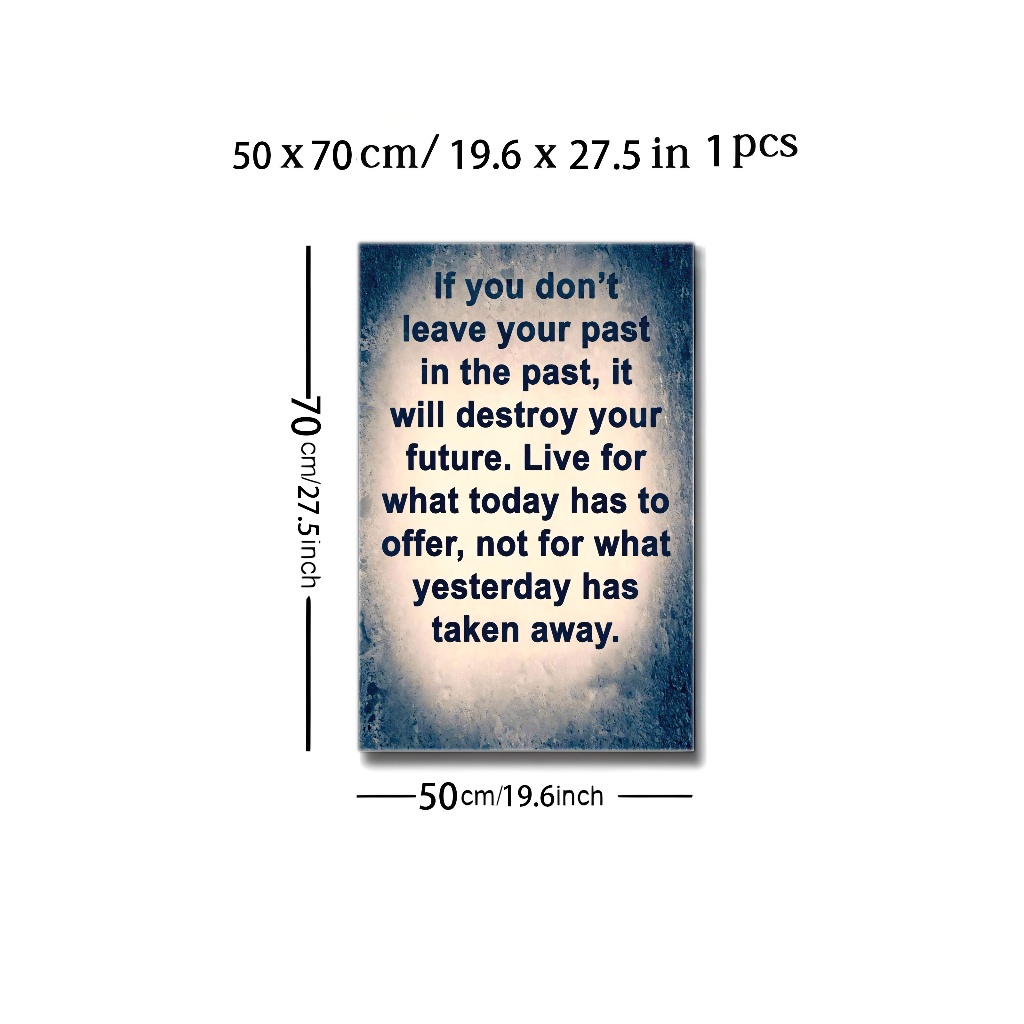 50 x 70 cm/ 19.6 x 27.5 in 1 pcs
If you don’t
leave your past
in the past, it
will destroy your
future. Live for
what today has to
offer, not for what
yesterday has
taken away.
70cm/27.5inch
50cm/19.6inch